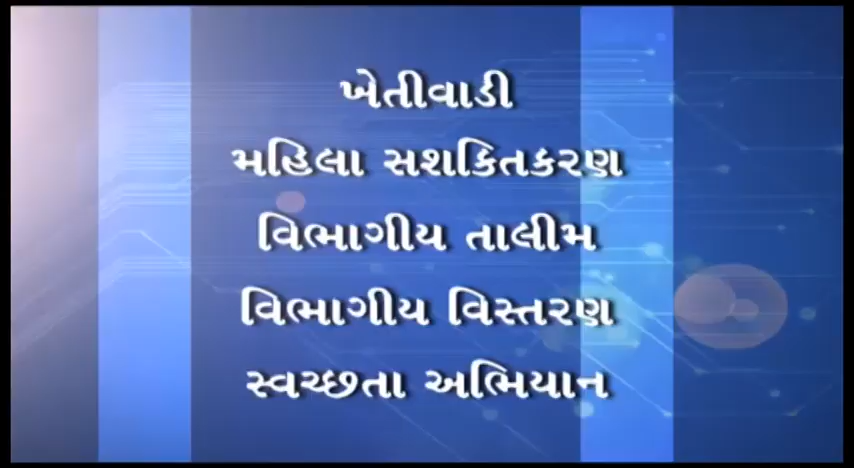 ખેતીવાડી
મહિલા સશકિતકરણ
વિભાગીય તાલીમ
વિભાગીય વિસ્તરણ
સ્વચ્છતા અભિયાન